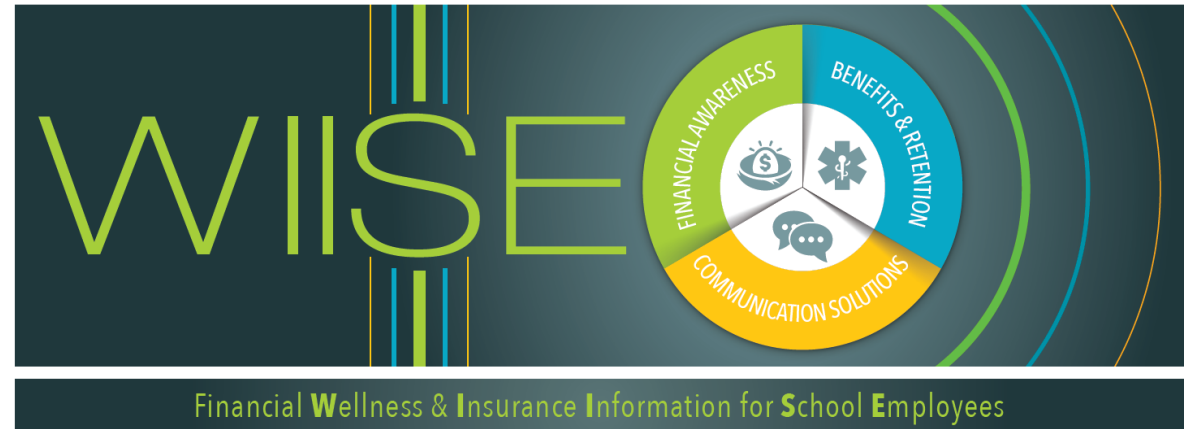 WIISE
FINANCIAL AWARENESS
BENEFITS & RETENTION
$
COMMUNICATION SOLUTIONS
Financial Wellness & Insurance Information for School Employees